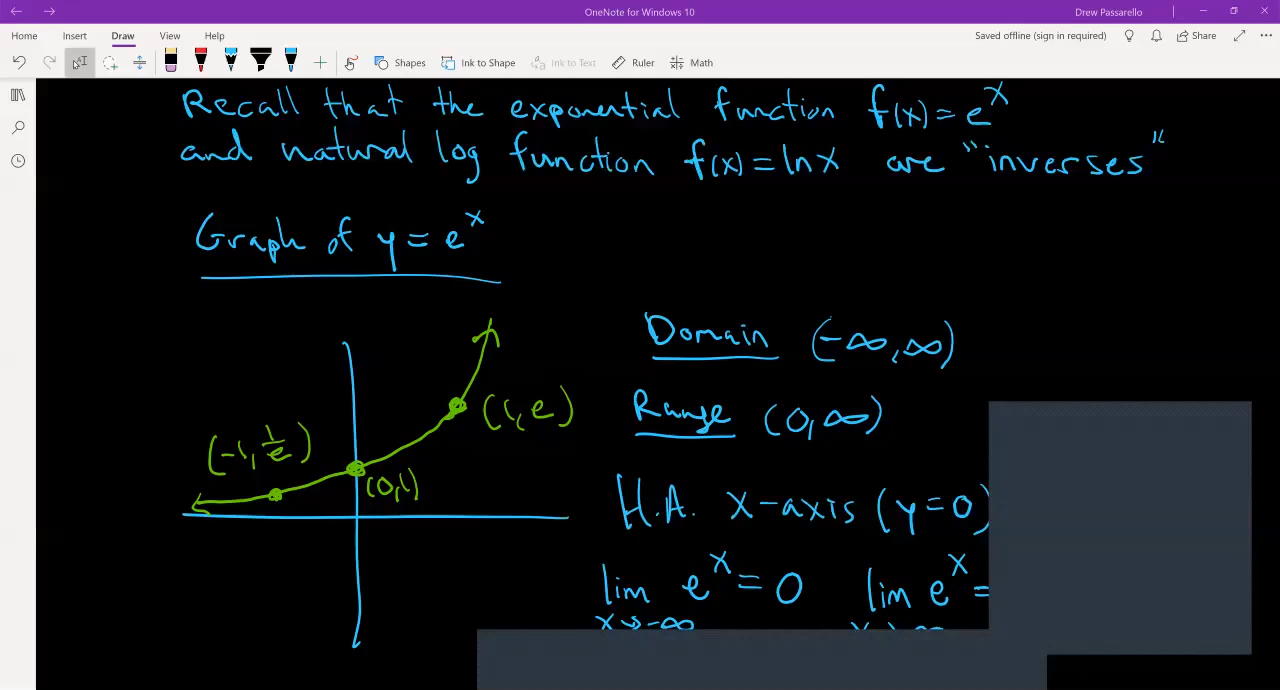 OneNote for Windows 10
Drew Passarello
Home Insert Draw View Help
Saved offline (sign in required) Share
Shapes Ink to Shape Ink to Text Ruler Math
Recall that the exponential function f(x) = e^x
and natural log function f(x) = ln x are "inverses"
Graph of y = e^x
Domain (-∞, ∞)
Range (0, ∞)
(1, e)
(-1, 1/e)
(0, 1)
H.A. x-axis (y=0)
lim e^x = 0 lim e^x =
x→-∞